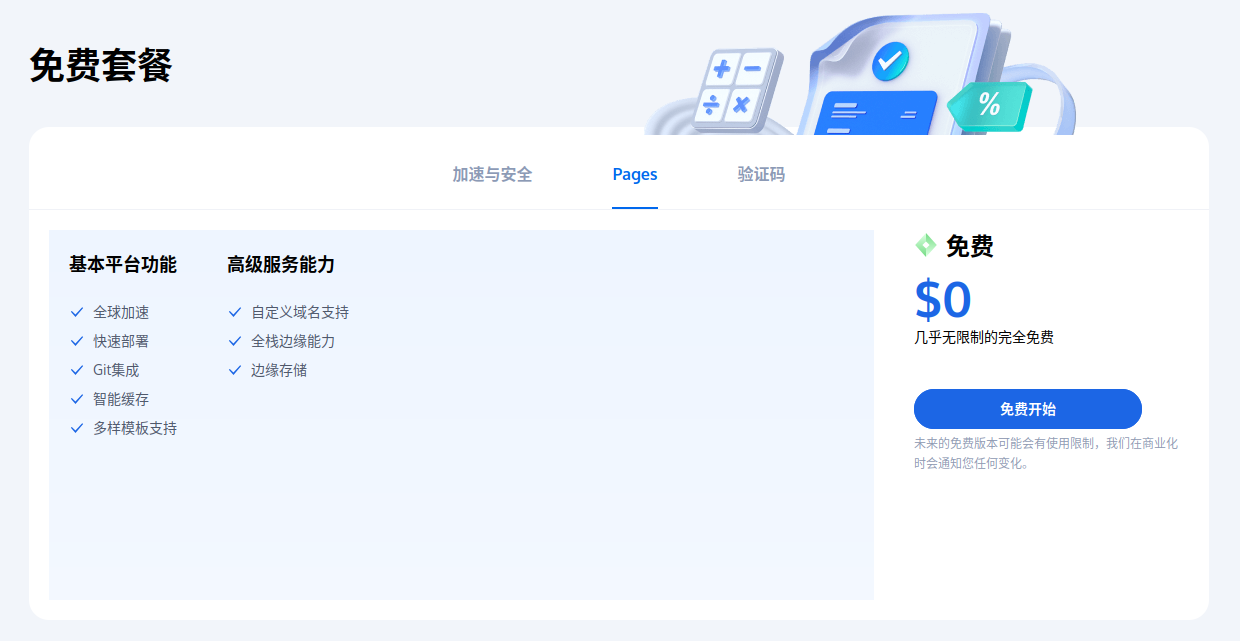 免费套餐
%
加速与安全
Pages
验证码
基本平台功能
全球加速
快速部署
Git集成
智能缓存
多样模板支持
高级服务能力
自定义域名支持
全栈边缘能力
边缘存储
免费
$0
几乎无限制的完全免费
免费开始
未来的免费版本可能会有使用限制，我们在商业化
时会通知您任何变化。